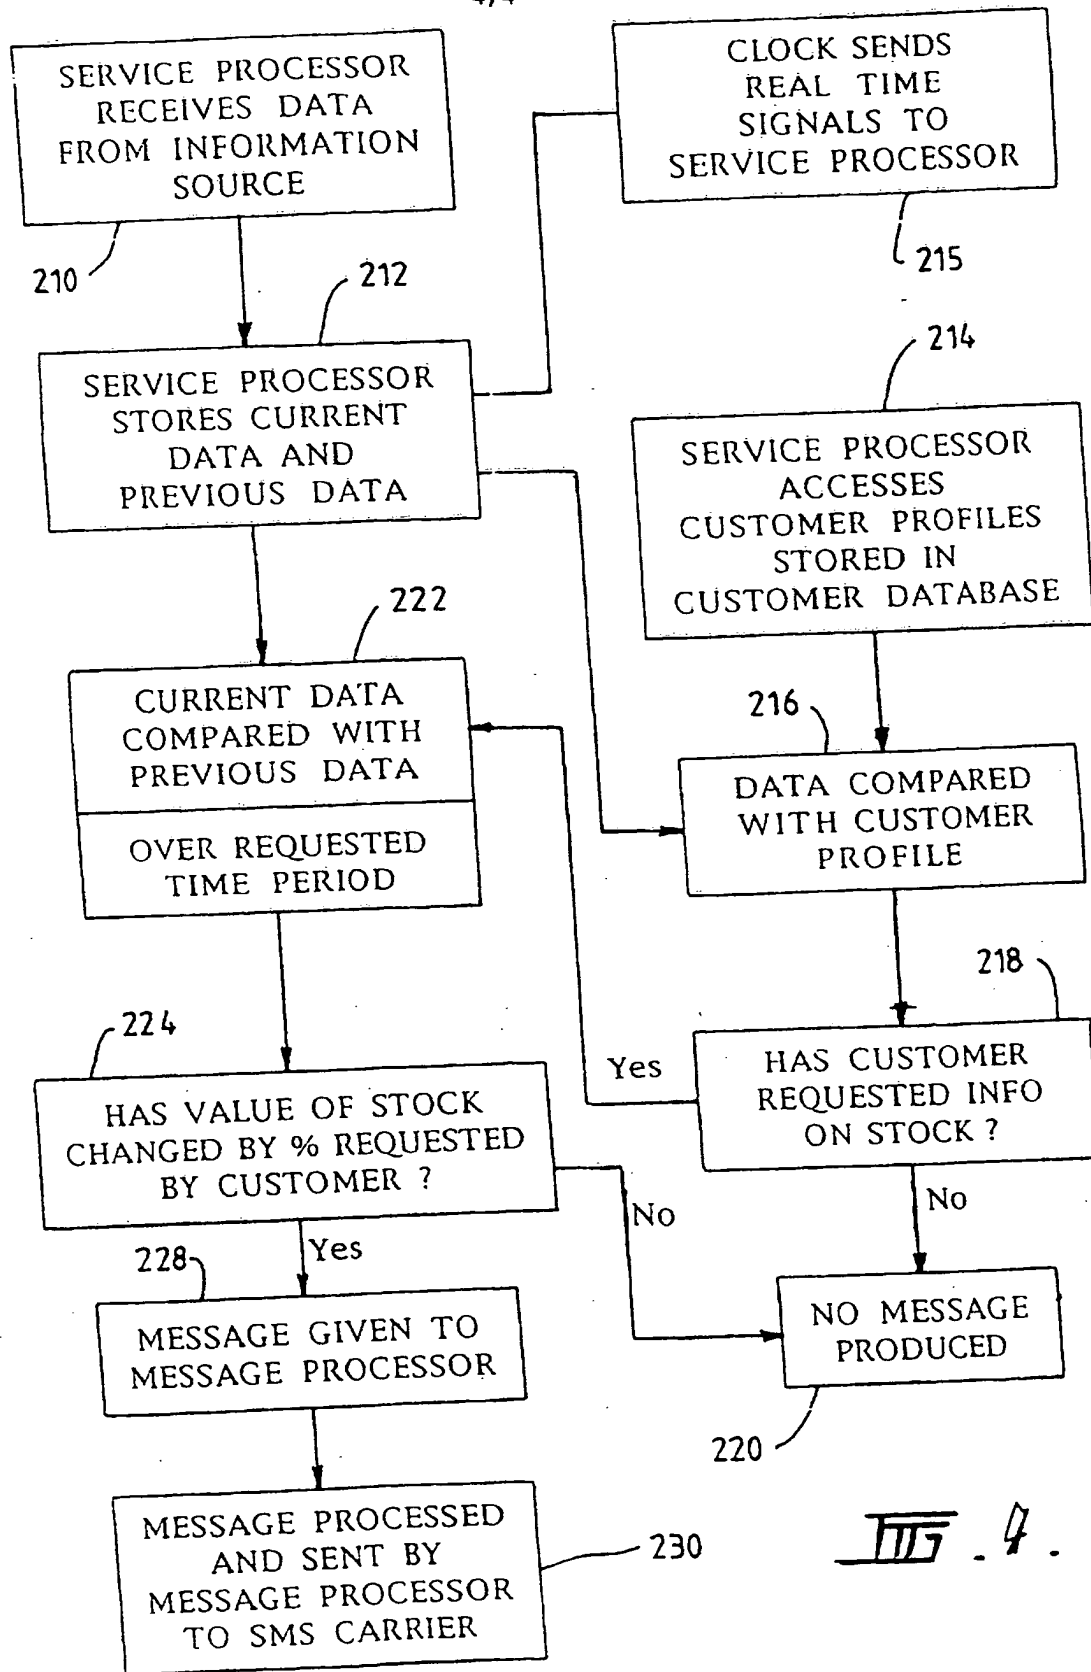 4/4
SERVICE PROCESSOR
RECEIVES DATA
FROM INFORMATION
SOURCE
210
CLOCK SENDS
REAL TIME
SIGNALS TO
SERVICE PROCESSOR
215
212
SERVICE PROCESSOR
STORES CURRENT
DATA AND
PREVIOUS DATA
214
SERVICE PROCESSOR
ACCESSES
CUSTOMER PROFILES
STORED IN
CUSTOMER DATABASE
222
CURRENT DATA
COMPARED WITH
PREVIOUS DATA
OVER REQUESTED
TIME PERIOD
216
DATA COMPARED
WITH CUSTOMER
PROFILE
218
HAS CUSTOMER
REQUESTED INFO
ON STOCK ?
Yes
No
224
HAS VALUE OF STOCK
CHANGED BY % REQUESTED
BY CUSTOMER ?
No
Yes
228
MESSAGE GIVEN TO
MESSAGE PROCESSOR
NO MESSAGE
PRODUCED
220
MESSAGE PROCESSED
AND SENT BY
MESSAGE PROCESSOR
TO SMS CARRIER
230
FIG. 4.